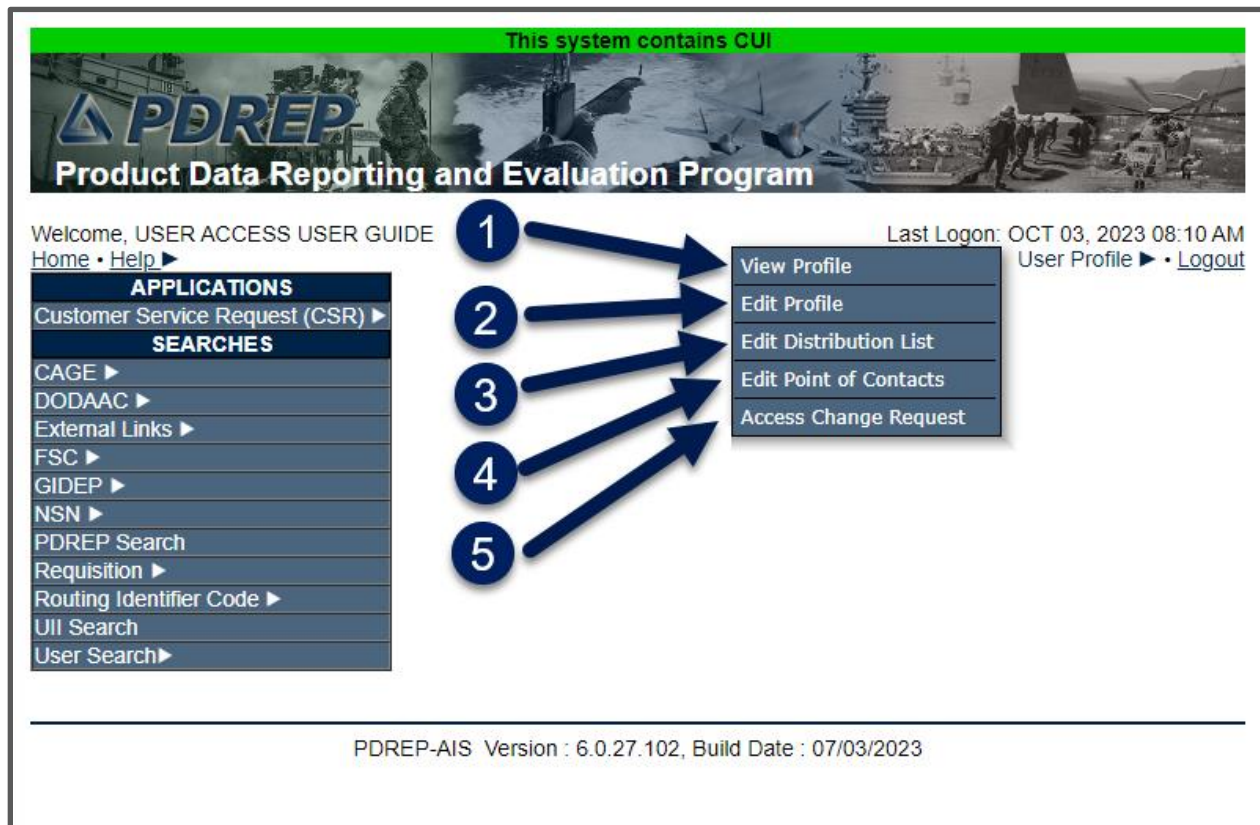 This system contains CUI
PDREP
Product Data Reporting and Evaluation Program
Welcome, USER ACCESS USER GUIDE
Last Logon: OCT 03, 2023 08:10 AM
Home • Help ▶
User Profile ▶ • Logout
APPLICATIONS
Customer Service Request (CSR) ▶
SEARCHES
CAGE ▶
DODAAC ▶
External Links ▶
FSC ▶
GIDEP ▶
NSN ▶
PDREP Search
Requisition ▶
Routing Identifier Code ▶
UII Search
User Search▶
1
View Profile
2
Edit Profile
3
Edit Distribution List
4
Edit Point of Contacts
5
Access Change Request
PDREP-AIS Version : 6.0.27.102, Build Date : 07/03/2023